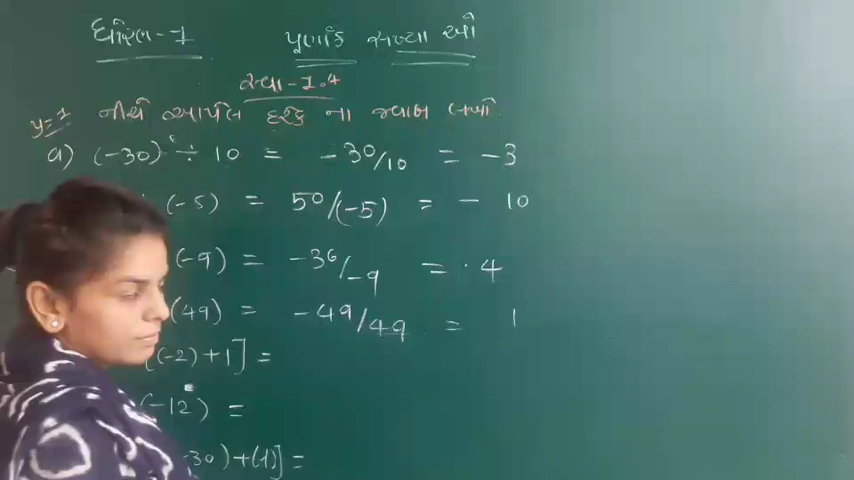 ધોરણ-7 પૂર્ણાંક સંખ્યા ઓ
સ્વા-1.4
નીચે આપેલ દરેક ના જવાબ લખો
a) (-30) ÷ 10 = -30/10 = -3
(-5) = 50/(-5) = - 10
(-9) = -36/-9 = 4
(49) = -49/49 = 1
(-2)+1] =
(-12) =
-30)+(1)] =